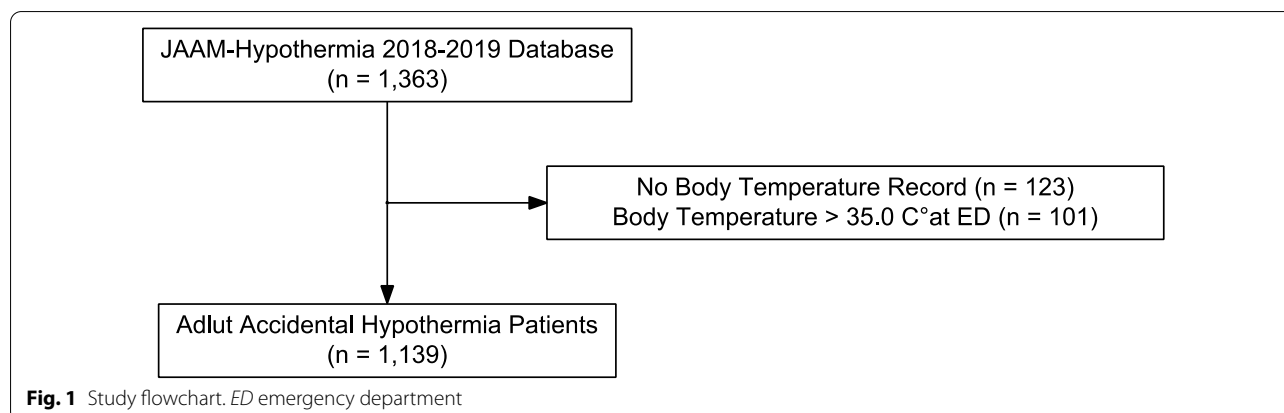 JAAM-Hypothermia 2018-2019 Database
(n = 1,363)
No Body Temperature Record (n = 123)
Body Temperature > 35.0 C°at ED (n = 101)
Adlut Accidental Hypothermia Patients
(n = 1,139)
Fig. 1 Study flowchart. ED emergency department